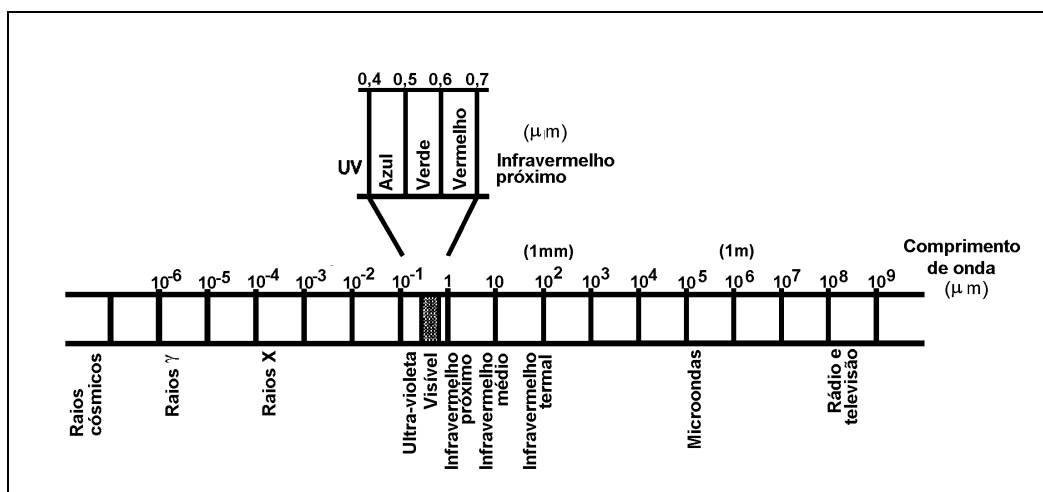 0,4 0,5 0,6 0,7
UV
Azul
Verde
Vermelho
(μm)
Infravermelho
próximo
(1mm) (1m)
Comprimento
de onda
(μm)
10-6 10-5 10-4 10-3 10-2 10-1 1 10 102 103 104 105 106 107 108 109
Raios
cósmicos
Raios γ
Raios X
Ultra-violeta
Visível
Infravermelho
próximo
Infravermelho
médio
Infravermelho
termal
Microondas
Rádio e
televisão